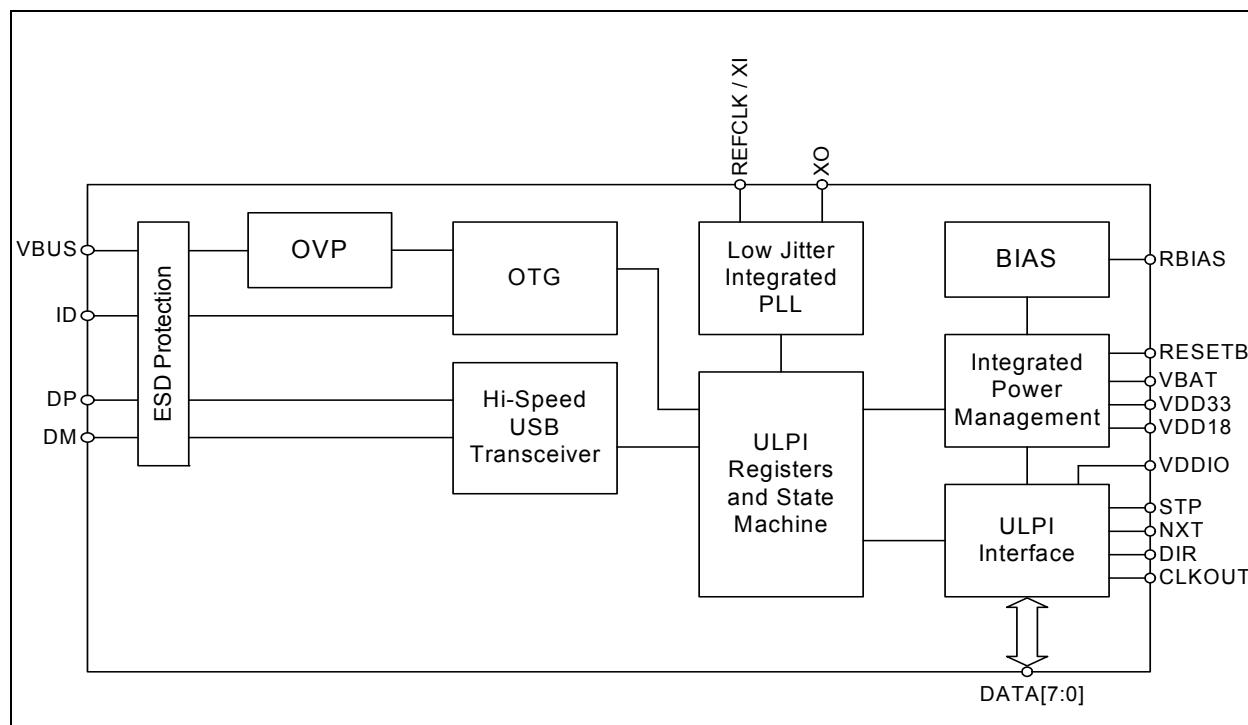 REFCLK / XI
XO
VBUS
ID
DP
DM
ESD Protection
OVP
OTG
Hi-Speed
USB
Transceiver
Low Jitter
Integrated
PLL
ULPI
Registers
and State
Machine
BIAS
Integrated
Power
Management
ULPI
Interface
RBIAS
RESETB
VBAT
VDD33
VDD18
VDDIO
STP
NXT
DIR
CLKOUT
DATA[7:0]